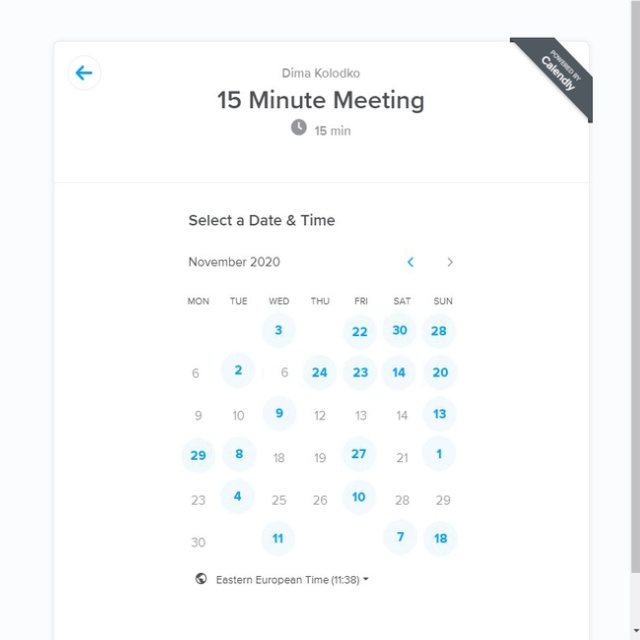 POWERED BY
Calendly
Dima Kolodko
15 Minute Meeting
15 min
Select a Date & Time
November 2020
MON TUE WED THU FRI SAT SUN
3 22 30 28
6 2 6 24 23 14 20
9 10 9 12 13 14 13
29 8 18 19 27 21 1
23 4 25 26 10 28 29
30 11 7 18
Eastern European Time (11:38)